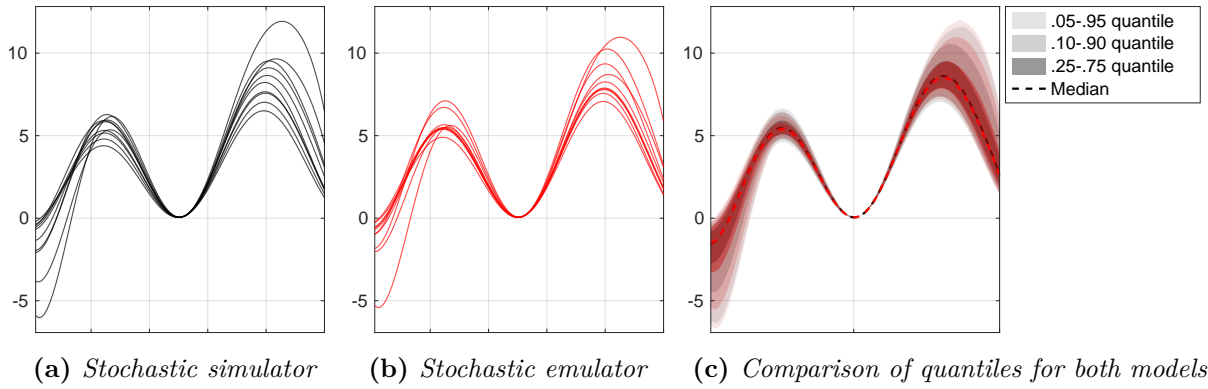 10
5
0
-5
10
5
0
-5
10
5
0
-5
.05-.95 quantile
.10-.90 quantile
.25-.75 quantile
Median
(a) Stochastic simulator
(b) Stochastic emulator
(c) Comparison of quantiles for both models